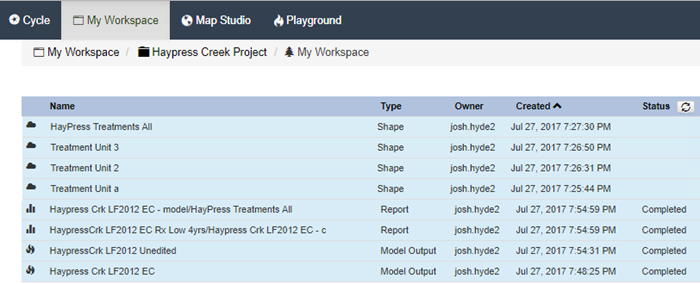 Cycle My Workspace Map Studio Playground
My Workspace / Haypress Creek Project / My Workspace
Name Type Owner Created Status
HayPress Treatments All Shape josh.hyde2 Jul 27, 2017 7:27:30 PM
Treatment Unit 3 Shape josh.hyde2 Jul 27, 2017 7:26:50 PM
Treatment Unit 2 Shape josh.hyde2 Jul 27, 2017 7:26:31 PM
Treatment Unit a Shape josh.hyde2 Jul 27, 2017 7:25:44 PM
Haypress Crk LF2012 EC - model/HayPress Treatments All Report josh.hyde2 Jul 27, 2017 7:54:59 PM Completed
HaypressCrk LF2012 EC Rx Low 4yrs/Haypress Crk LF2012 EC - c Report josh.hyde2 Jul 27, 2017 7:54:59 PM Completed
HaypressCrk LF2012 Unedited Model Output josh.hyde2 Jul 27, 2017 7:54:31 PM Completed
Haypress Crk LF2012 EC Model Output josh.hyde2 Jul 27, 2017 7:48:25 PM Completed